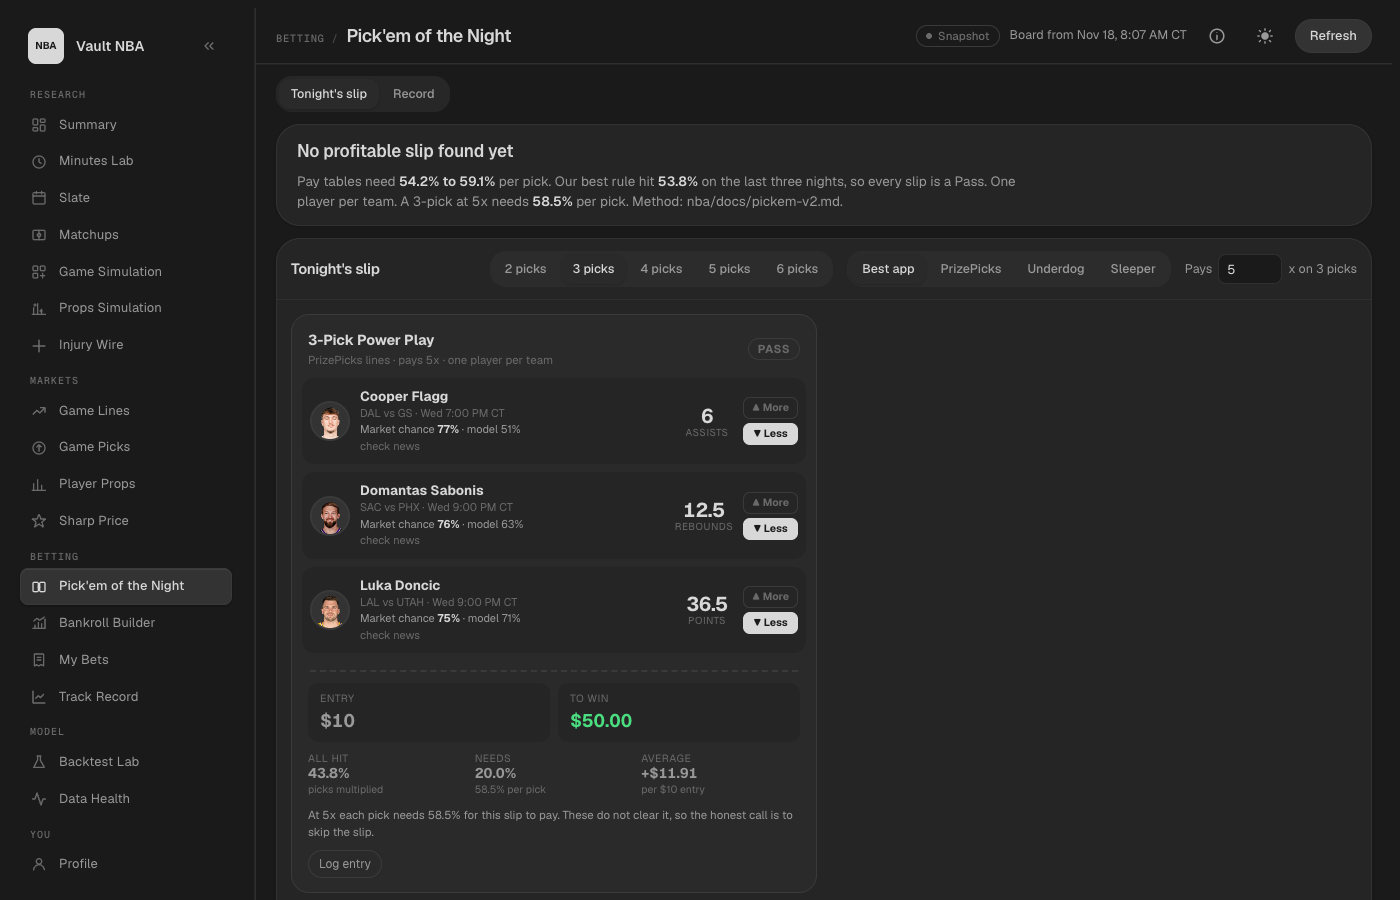 NBA
Vault NBA
RESEARCH
Summary
Minutes Lab
Slate
Matchups
Game Simulation
Props Simulation
Injury Wire
MARKETS
Game Lines
Game Picks
Player Props
Sharp Price
BETTING
Pick'em of the Night
Bankroll Builder
My Bets
Track Record
MODEL
Backtest Lab
Data Health
YOU
Profile
BETTING / Pick'em of the Night
Snapshot
Board from Nov 18, 8:07 AM CT
Refresh
Tonight's slip
Record
No profitable slip found yet
Pay tables need 54.2% to 59.1% per pick. Our best rule hit 53.8% on the last three nights, so every slip is a Pass. One
player per team. A 3-pick at 5x needs 58.5% per pick. Method: nba/docs/pickem-v2.md.
Tonight's slip
2 picks
3 picks
4 picks
5 picks
6 picks
Best app
PrizePicks
Underdog
Sleeper
Pays 5 x on 3 picks
3-Pick Power Play
PrizePicks lines · pays 5x · one player per team
PASS
Cooper Flagg
DAL vs GS · Wed 7:00 PM CT
Market chance 77% · model 51%
check news
6
ASSISTS
▲ More
▼ Less
Domantas Sabonis
SAC vs PHX · Wed 9:00 PM CT
Market chance 76% · model 63%
check news
12.5
REBOUNDS
▲ More
▼ Less
Luka Doncic
LAL vs UTAH · Wed 9:00 PM CT
Market chance 75% · model 71%
check news
36.5
POINTS
▲ More
▼ Less
ENTRY
$10
TO WIN
$50.00
ALL HIT
43.8%
picks multiplied
NEEDS
20.0%
58.5% per pick
AVERAGE
+$11.91
per $10 entry
At 5x each pick needs 58.5% for this slip to pay. These do not clear it, so the honest call is to
skip the slip.
Log entry